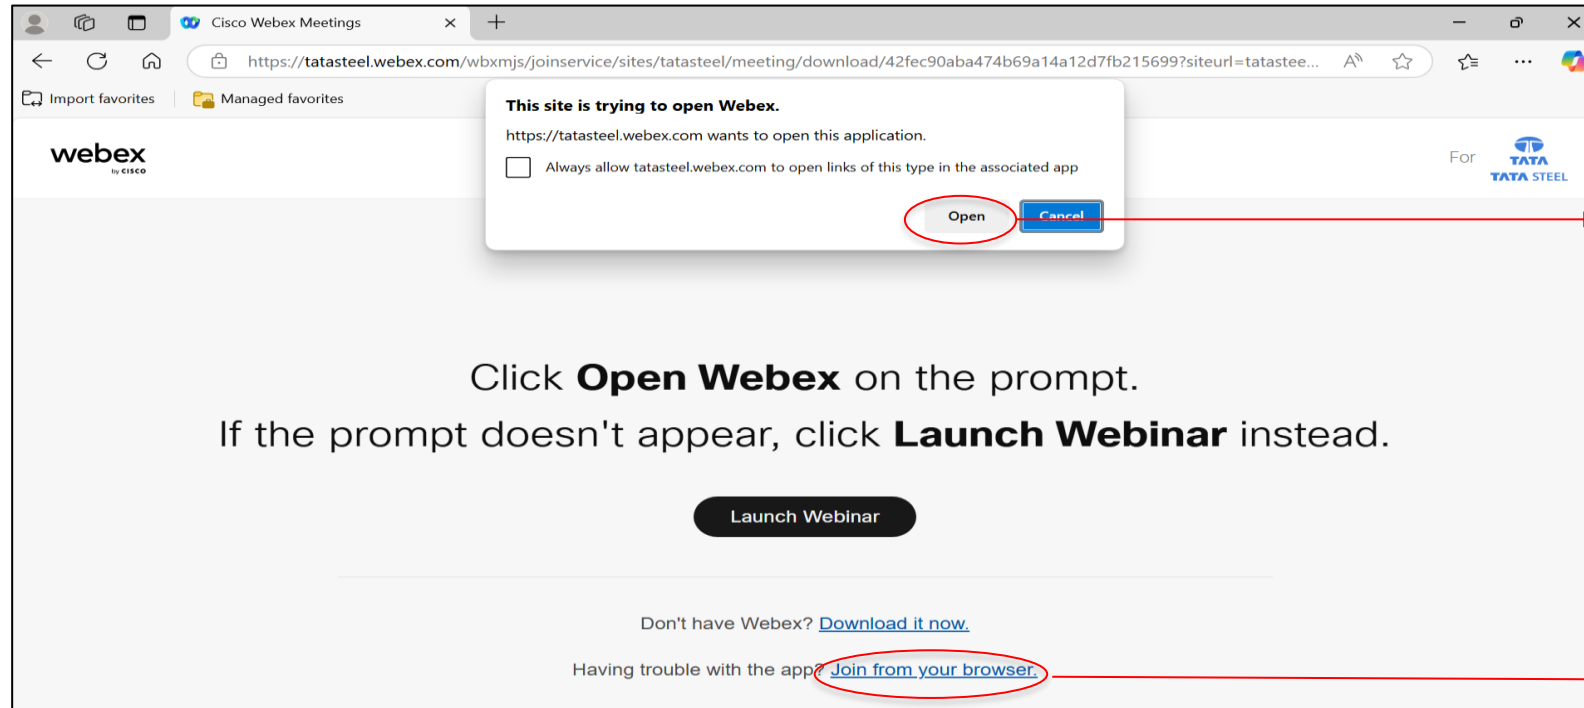 Cisco Webex Meetings
https://tatasteel.webex.com/wbxmjs/joinservice/sites/tatasteel/meeting/download/42fec90aba474b69a14a12d7fb215699?siteurl=tatastee...
Import favorites
Managed favorites
This site is trying to open Webex.
https://tatasteel.webex.com wants to open this application.
Always allow tatasteel.webex.com to open links of this type in the associated app
Open
Cancel
webex
by CISCO
For
TATA
TATA STEEL
Click Open Webex on the prompt.
If the prompt doesn't appear, click Launch Webinar instead.
Launch Webinar
Don't have Webex? Download it now.
Having trouble with the app? Join from your browser.